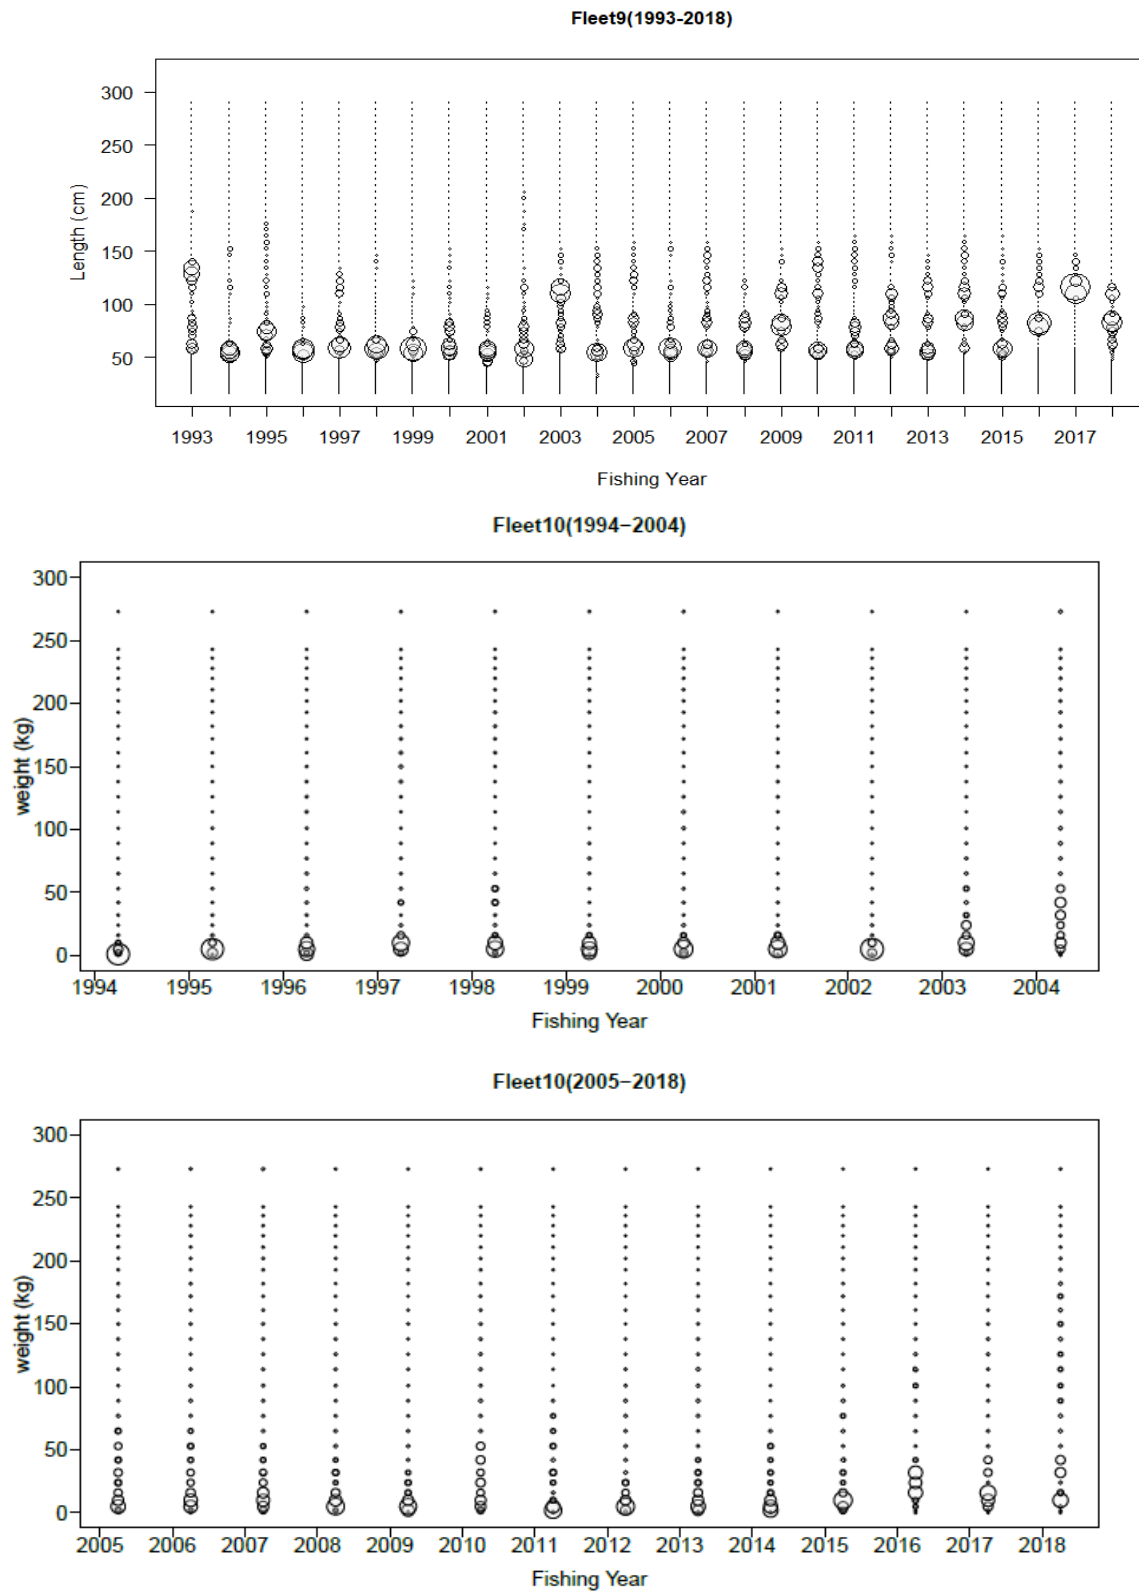 Fleet9(1993-2018)
300
250
200
150
100
50
Length (cm)
1993 1995 1997 1999 2001 2003 2005 2007 2009 2011 2013 2015 2017
Fishing Year
Fleet10(1994−2004)
300
250
200
150
100
50
0
weight (kg)
1994 1995 1996 1997 1998 1999 2000 2001 2002 2003 2004
Fishing Year
Fleet10(2005−2018)
300
250
200
150
100
50
0
weight (kg)
2005 2006 2007 2008 2009 2010 2011 2012 2013 2014 2015 2016 2017 2018
Fishing Year